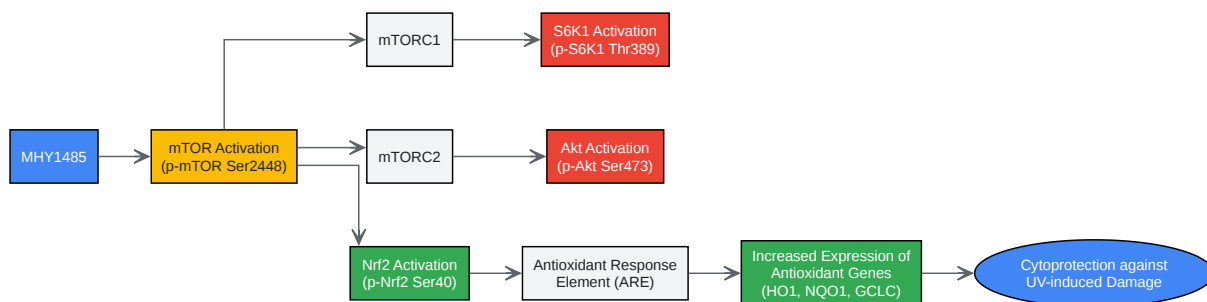 mTORC1
S6K1 Activation
(p-S6K1 Thr389)
MHY1485
mTOR Activation
(p-mTOR Ser2448)
mTORC2
Akt Activation
(p-Akt Ser473)
Nrf2 Activation
(p-Nrf2 Ser40)
Antioxidant Response
Element (ARE)
Increased Expression of
Antioxidant Genes
(HO1, NQO1, GCLC)
Cytoprotection against
UV-induced Damage